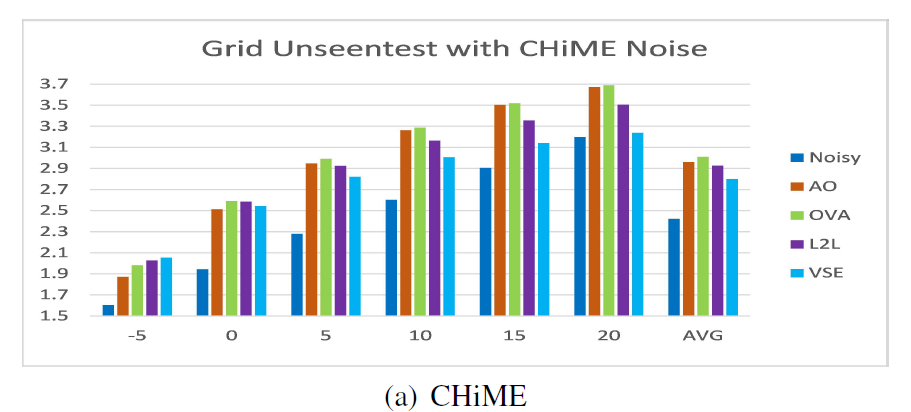 Grid Unseentest with CHiME Noise
3.7
3.5
3.3
3.1
2.9
2.7
2.5
2.3
2.1
1.9
1.7
1.5
-5 0 5 10 15 20 AVG
Noisy
AO
OVA
L2L
VSE
(a) CHiME